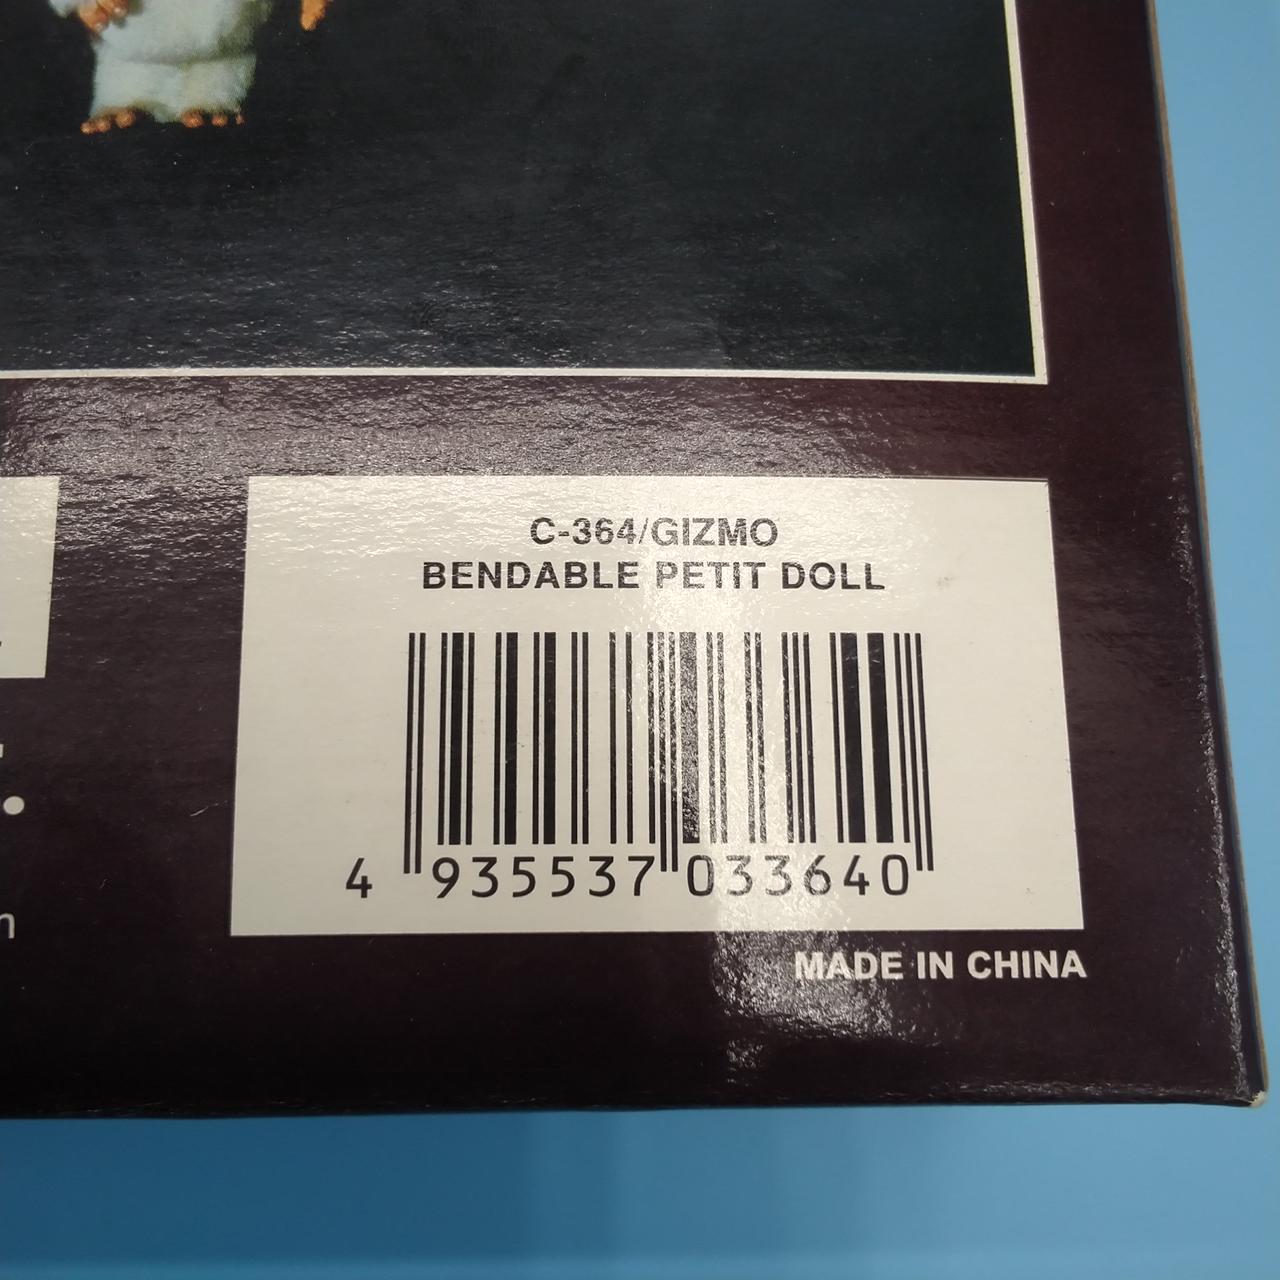 C-364/GIZMO
BENDABLE PETIT DOLL
4 935537 033640
MADE IN CHINA